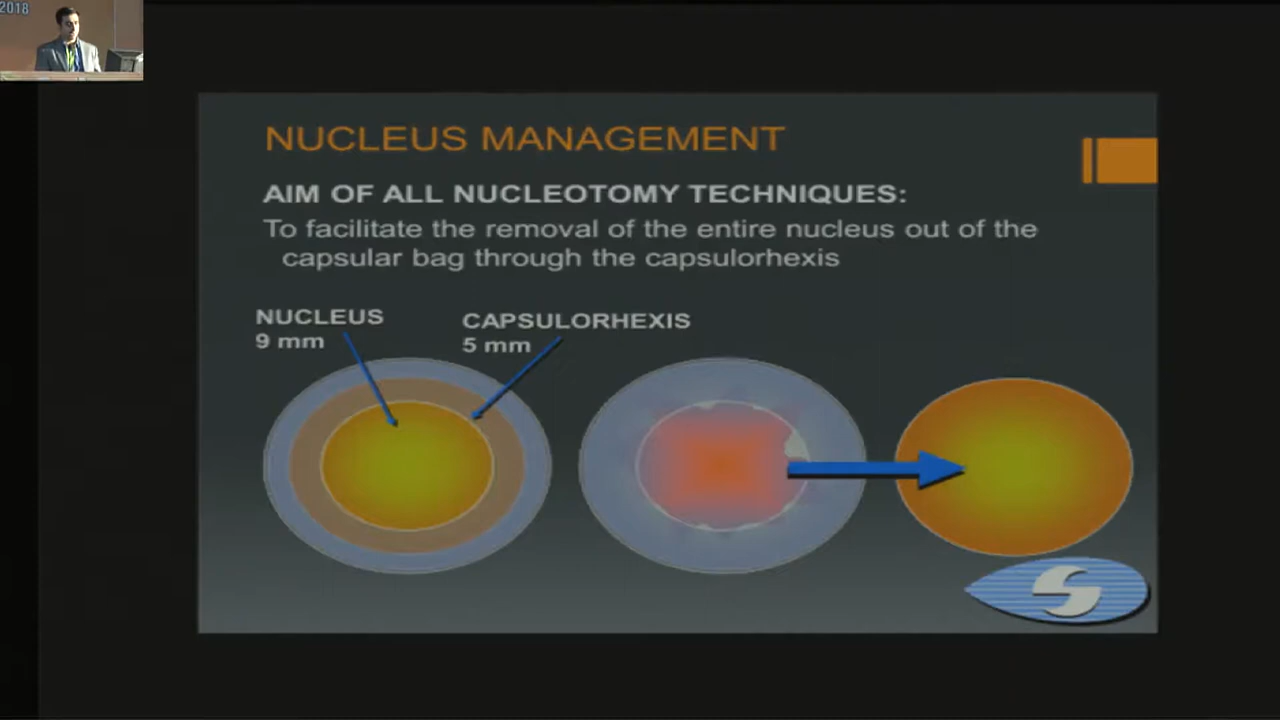 2018
NUCLEUS MANAGEMENT
AIM OF ALL NUCLEOTOMY TECHNIQUES:
To facilitate the removal of the entire nucleus out of the
capsular bag through the capsulorhexis
NUCLEUS
9 mm
CAPSULORHEXIS
5 mm
S